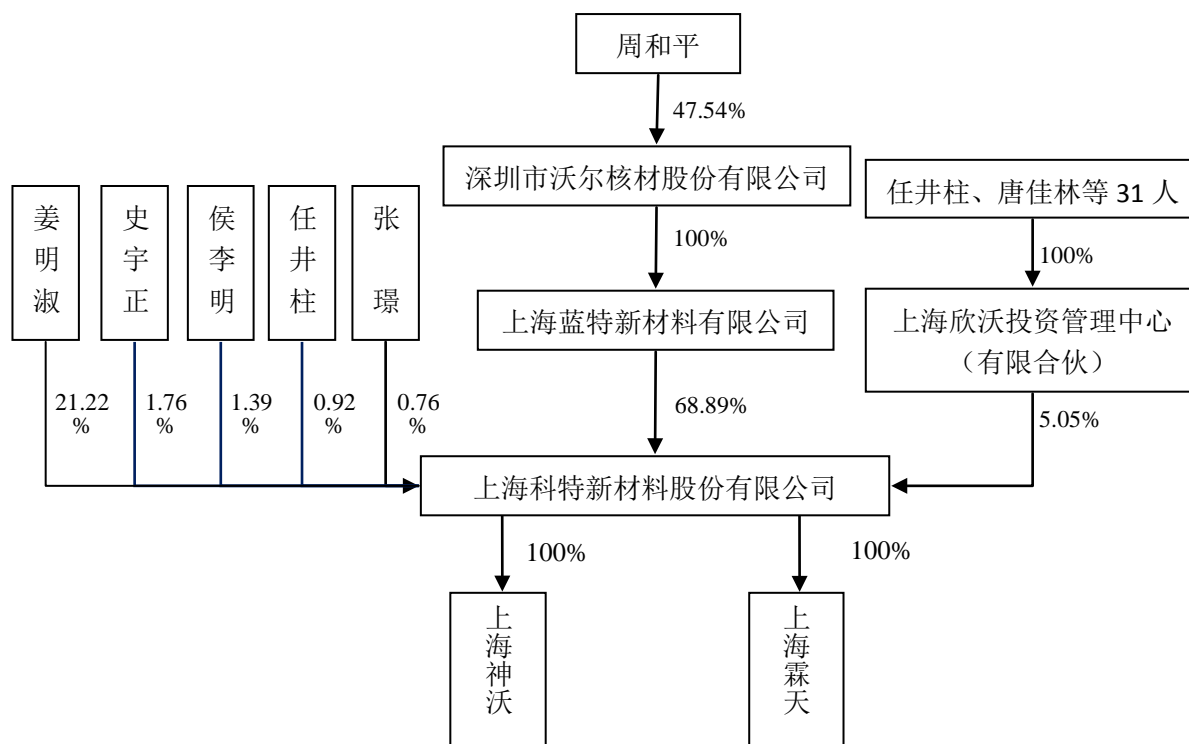 周和平
47.54%
深圳市沃尔核材股份有限公司
任井柱、唐佳林等 31 人
姜明淑
史宇正
侯李明
任井柱
张璟
100%
100%
上海蓝特新材料有限公司
上海欣沃投资管理中心
（有限合伙）
21.22
%
1.76
%
1.39
%
0.92
%
0.76
%
68.89%
5.05%
上海科特新材料股份有限公司
100%
100%
上海神沃
上海霖天